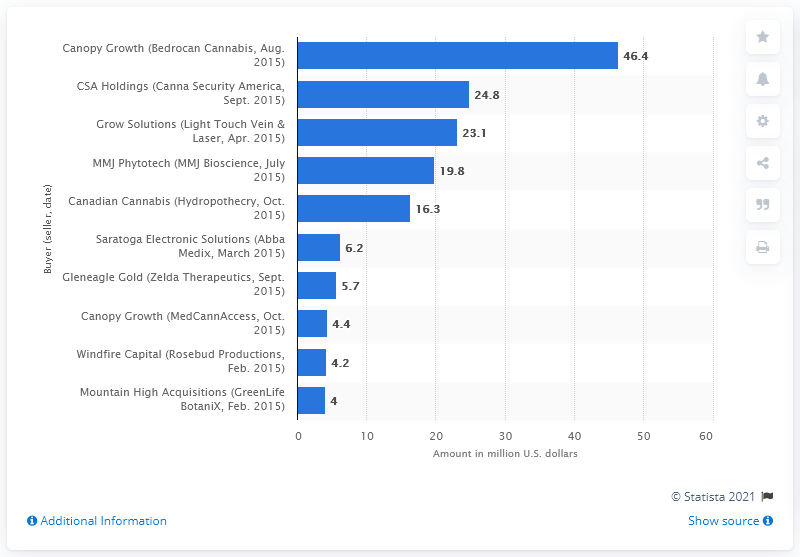 Buyer (seller, date)
Canopy Growth (Bedrocan Cannabis, Aug.
2015)
46.4
CSA Holdings (Canna Security America,
Sept. 2015)
24.8
Grow Solutions (Light Touch Vein &
Laser, Apr. 2015)
23.1
MMJ Phytotech (MMJ Bioscience, July
2015)
19.8
Canadian Cannabis (Hydropothecry, Oct.
2015)
16.3
Saratoga Electronic Solutions (Abba
Medix, March 2015)
6.2
Gleneagle Gold (Zelda Therapeutics, Sept.
2015)
5.7
Canopy Growth (MedCannAccess, Oct.
2015)
4.4
Windfire Capital (Rosebud Productions,
Feb. 2015)
4.2
Mountain High Acquisitions (GreenLife
BotaniX, Feb. 2015)
4
0 10 20 30 40 50 60
Amount in million U.S. dollars
© Statista 2021
Additional Information
Show source